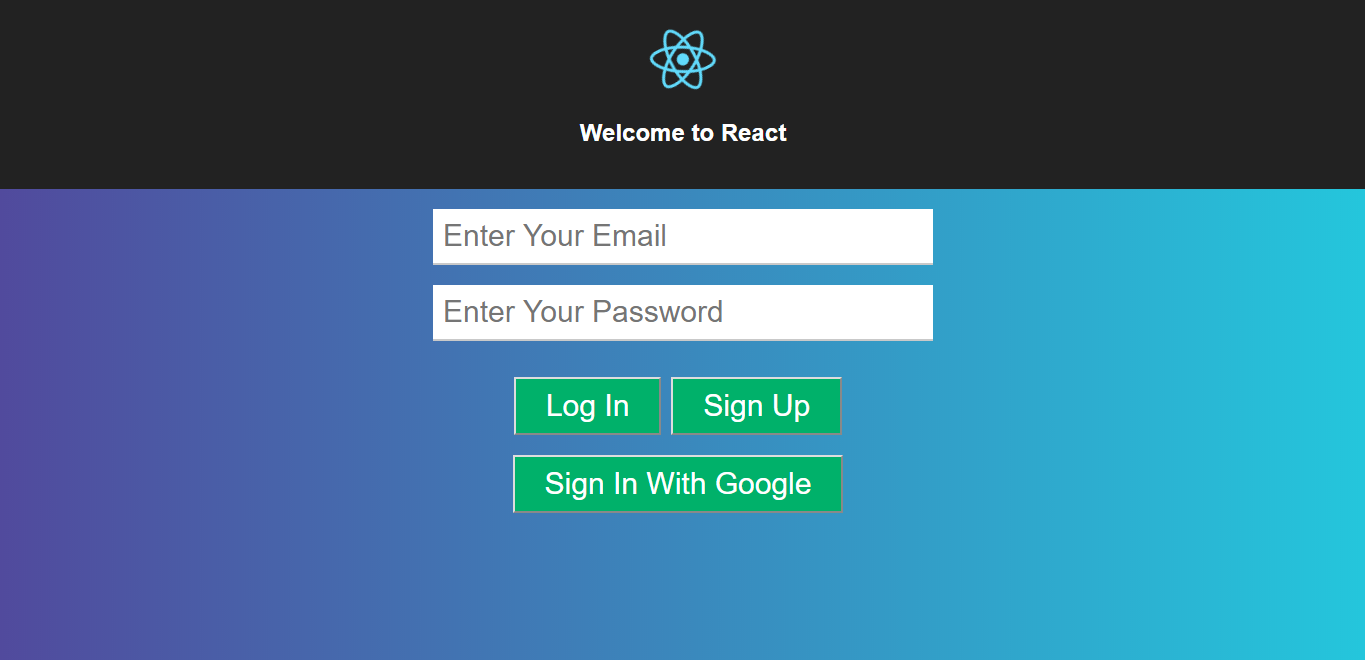 Welcome to React
Enter Your Email
Enter Your Password
Log In Sign Up
Sign In With Google